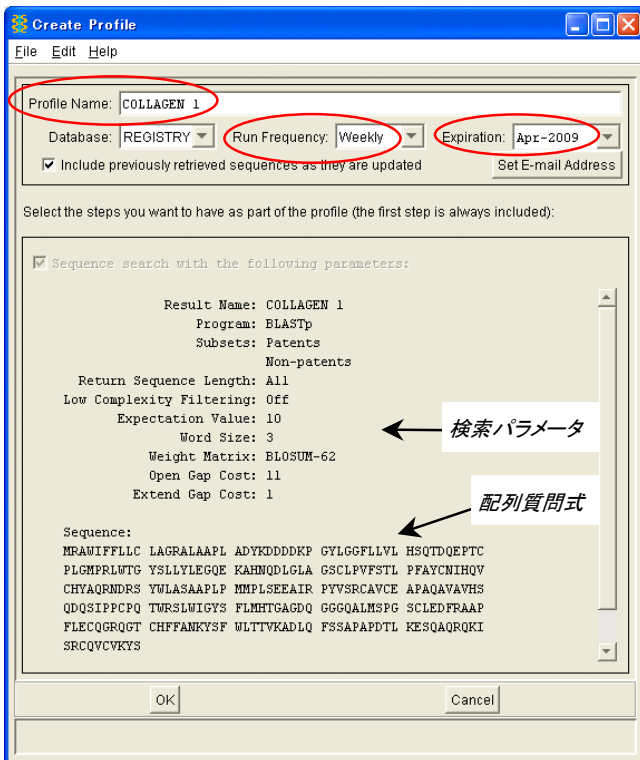 Create Profile
File Edit Help
Profile Name: COLLAGEN 1
Database: REGISTRY Run Frequency: Weekly Expiration: Apr-2009
Include previously retrieved sequences as they are updated Set E-mail Address
Select the steps you want to have as part of the profile (the first step is always included):
Sequence search with the following parameters:
Result Name: COLLAGEN 1
Program: BLASTp
Subsets: Patents
Non-patents
Return Sequence Length: All
Low Complexity Filtering: Off
Expectation Value: 10
検索パラメータ
Word Size: 3
Weight Matrix: BLOSUM-62
Open Gap Cost: 11
Extend Gap Cost: 1
配列質問式
Sequence:
MRAWIFFLLC LAGRALAAPL ADYKDDDDKP GYLGGFLLVL HSQTDQEPTC
PLGMPRLWTG YSLLYLEGQE KAHNQDLGLA GSCLPVFSTL PFAYCNIHQV
CHYAQRNDRS YWLASAAPLP MMPLSEEAIR PYVSRCAVCE APAQAVAVHS
QDQSIPPCPQ TWRSLWIGYS FLMHTGAGDQ GGGQALMSPG SCLEDFRAAP
FLECQGRQGT CHFFANKYSF WLTTVKADLQ FSSAPAPDTL KESQAQRQKI
SRCQVCVKYS
OK Cancel